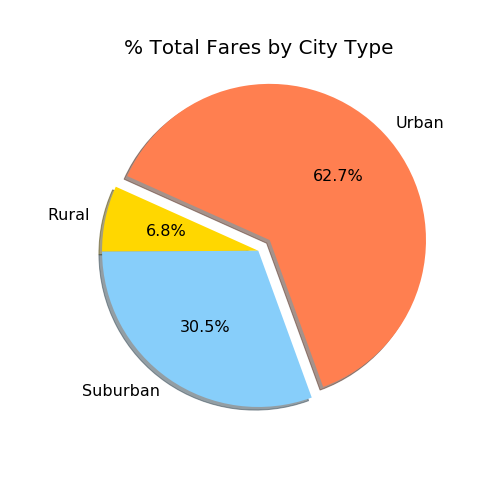 % Total Fares by City Type
Urban
62.7%
Rural
6.8%
30.5%
Suburban